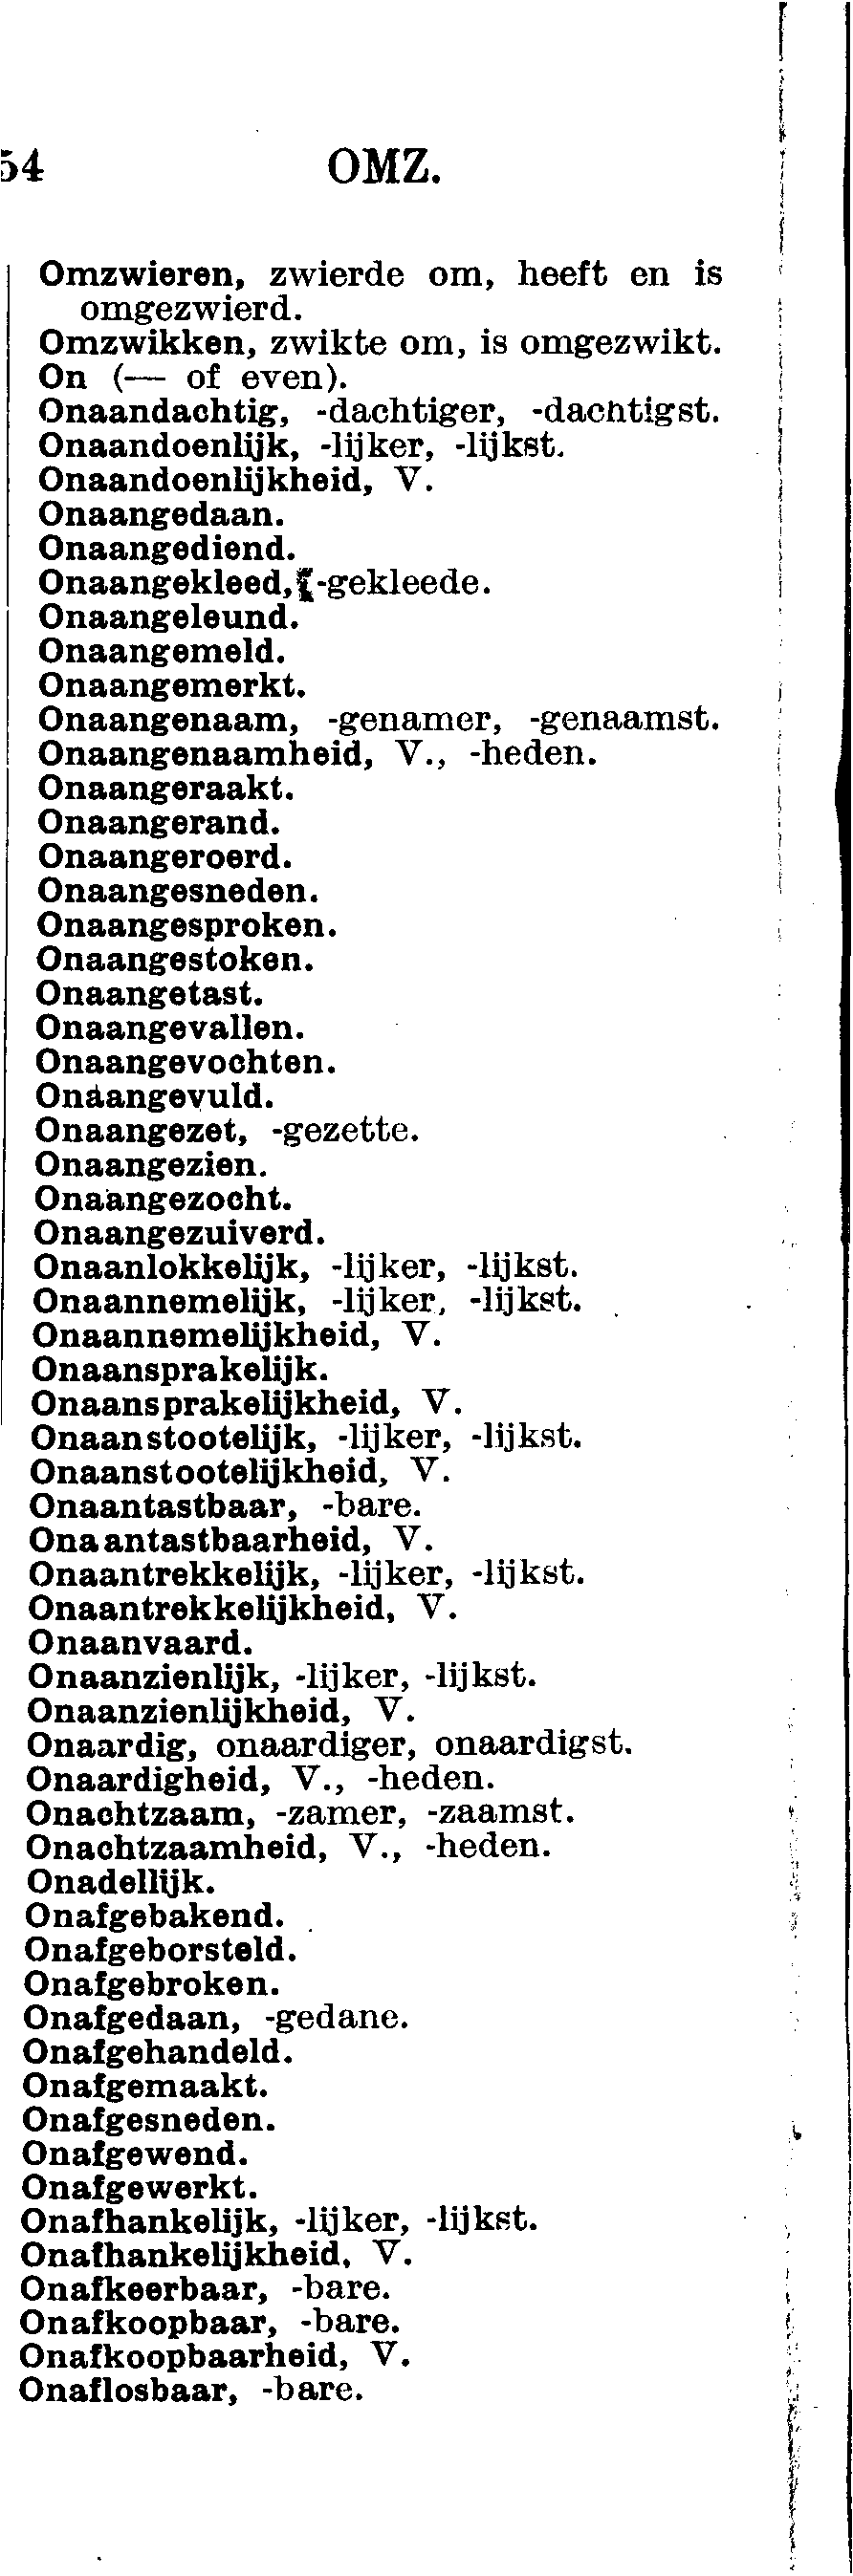 54 OMZ.
Omzwieren, zwierde om, heeft en is
omgezwierd.
Omzwikken, zwikte om, is omgezwikt.
On (— of even).
Onaandachtig, -dachtiger, -dachtigst.
Onaandoenlijk, -lijker, -lijkst.
Onaandoenlijkheid, V.
Onaangedaan.
Onaangediend.
Onaangekleed, -gekleede.
Onaangeleund.
Onaangemeld.
Onaangemerkt.
Onaangenaam, -genamer, -genaamst.
Onaangenaamheid, V., -heden.
Onaangeraakt.
Onaangerand.
Onaangeroerd.
Onaangesneden.
Onaangesproken.
Onaangestoken.
Onaangetast.
Onaangevallen.
Onaangevochten.
Onaangevuld.
Onaangezet, -gezette.
Onaangezien.
Onaangezocht.
Onaangezuiverd.
Onaanlokkelijk, -lijker, -lijkst.
Onaannemelijk, -lijker, -lijkst.
Onaannemelijkheid, V.
Onaansprakelijk.
Onaansprakelijkheid, V.
Onaanstootelijk, -lijker, -lijkst.
Onaanstootelijkheid, V.
Onaantastbaar, -bare.
Onaantastbaarheid, V.
Onaantrekkelijk, -lijker, -lijkst.
Onaantrekkelijkheid, V.
Onaanvaard.
Onaanzienlijk, -lijker, -lijkst.
Onaanzienlijkheid, V.
Onaardig, onaardiger, onaardigst.
Onaardigheid, V., -heden.
Onachtzaam, -zamer, -zaamst.
Onachtzaamheid, V., -heden.
Onadellijk.
Onafgebakend.
Onafgeborsteld.
Onafgebroken.
Onafgedaan, -gedane.
Onafgehandeld.
Onafgemaakt.
Onafgesneden.
Onafgewend.
Onafgewerkt.
Onafhankelijk, -lijker, -lijkst.
Onafhankelijkheid, V.
Onafkeerbaar, -bare.
Onafkoopbaar, -bare.
Onafkoopbaarheid, V.
Onaflosbaar, -bare.